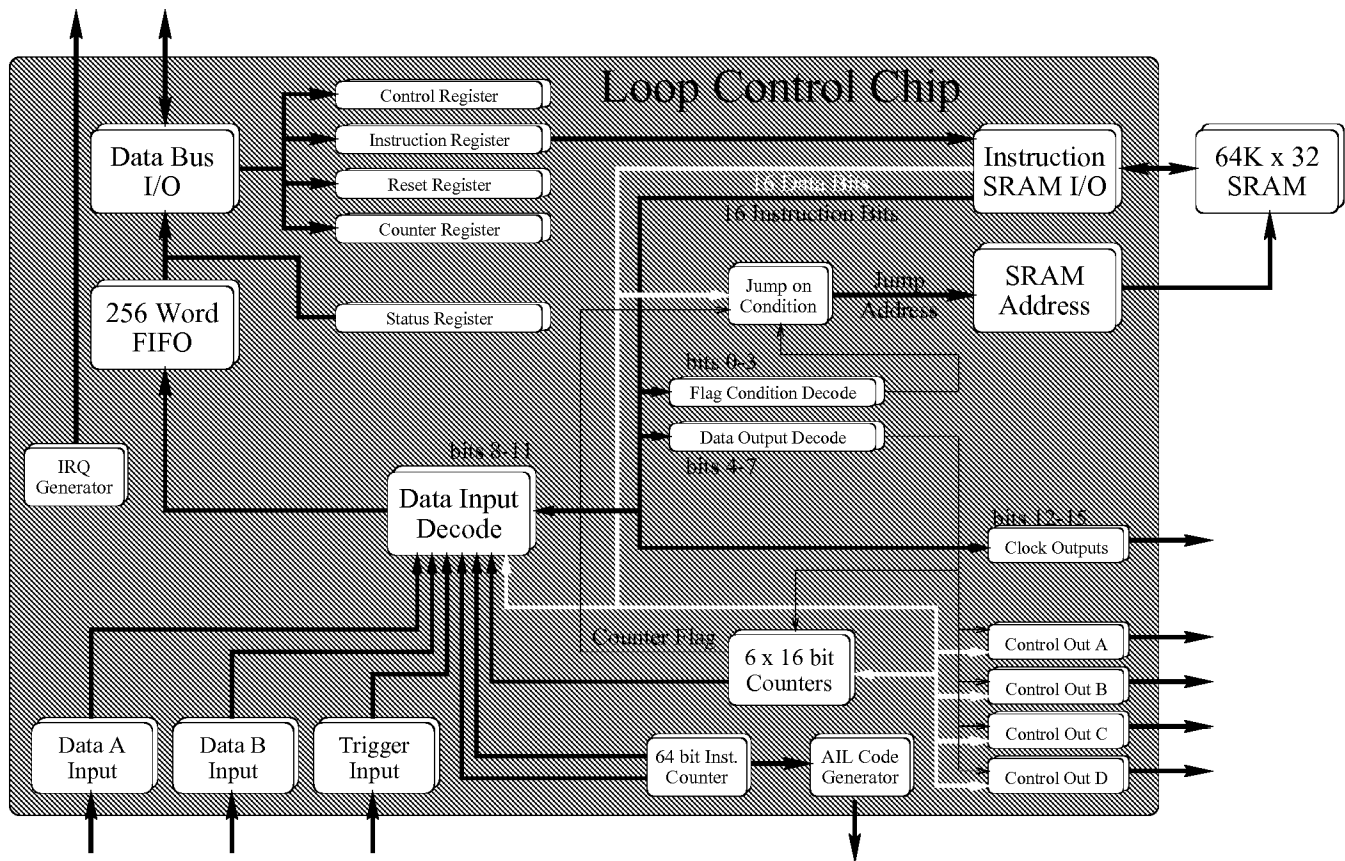 Loop Control Chip
Control Register
Instruction Register
Reset Register
Counter Register
Status Register
Data Bus
I/O
256 Word
FIFO
IRQ
Generator
Instruction
SRAM I/O
64K x 32
SRAM
16 Data Bits
16 Instruction Bits
Jump on
Condition
Jump
Address
SRAM
Address
bits 0-3
Flag Condition Decode
Data Output Decode
bits 4-7
bits 8-11
Data Input
Decode
bits 12-15
Clock Outputs
Counter Flag
6 x 16 bit
Counters
Control Out A
Control Out B
Control Out C
Control Out D
Data A
Input
Data B
Input
Trigger
Input
64 bit Inst.
Counter
AIL Code
Generator